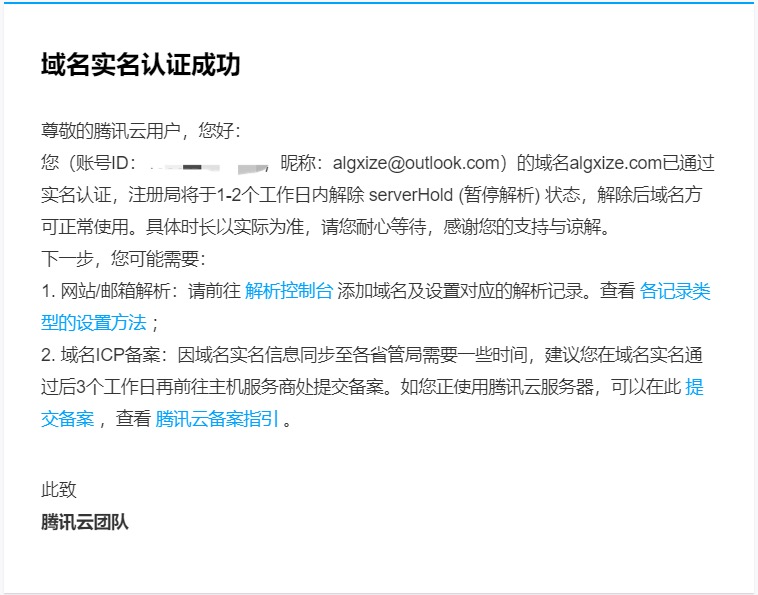 域名实名认证成功
尊敬的腾讯云用户，您好：
您（账号ID： ，昵称：algxize@outlook.com）的域名algxize.com已通过
实名认证，注册局将于1-2个工作日内解除 serverHold (暂停解析) 状态，解除后域名方
可正常使用。具体时长以实际为准，请您耐心等待，感谢您的支持与谅解。
下一步，您可能需要：
1. 网站/邮箱解析：请前往 解析控制台 添加域名及设置对应的解析记录。查看 各记录类
型的设置方法；
2. 域名ICP备案：因域名实名信息同步至各省管局需要一些时间，建议您在域名实名通
过后3个工作日再前往主机服务商处提交备案。如您正使用腾讯云服务器，可以在此 提
交备案，查看 腾讯云备案指引。
此致
腾讯云团队